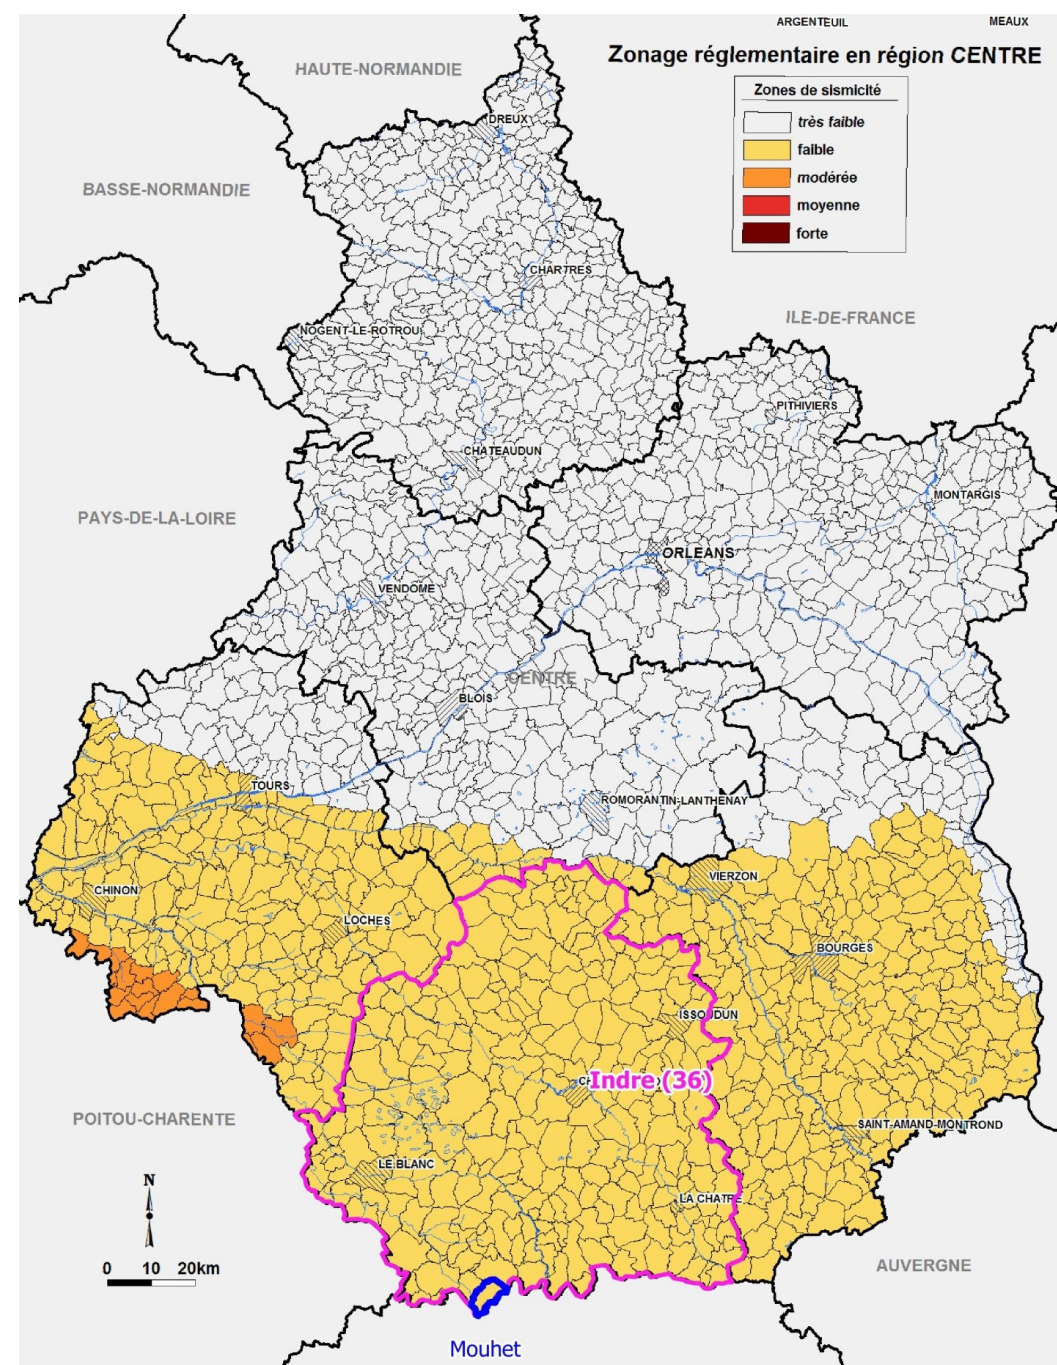 ARGENTEUIL
MEAUX
Zonage réglementaire en région CENTRE
HAUTE-NORMANDIE
Zones de sismicité
très faible
faible
modérée
moyenne
forte
DREUX
BASSE-NORMANDIE
CHARTRES
ILE-DE-FRANCE
NOGENT-LE-ROTROU
PITHIVIERS
CHATEAUDUN
MONTARGIS
PAYS-DE-LA-LOIRE
ORLEANS
VENDOME
CENTRE
BLOIS
TOURS
ROMORANTIN-LANTHENAY
VIERZON
CHINON
LOCHES
BOURGES
ISSOUDUN
Indre (36)
POITOU-CHARENTE
SAINT-AMAND-MONTROND
LE BLANC
N
LA CHATRE
0 10 20km
AUVERGNE
Mouhet